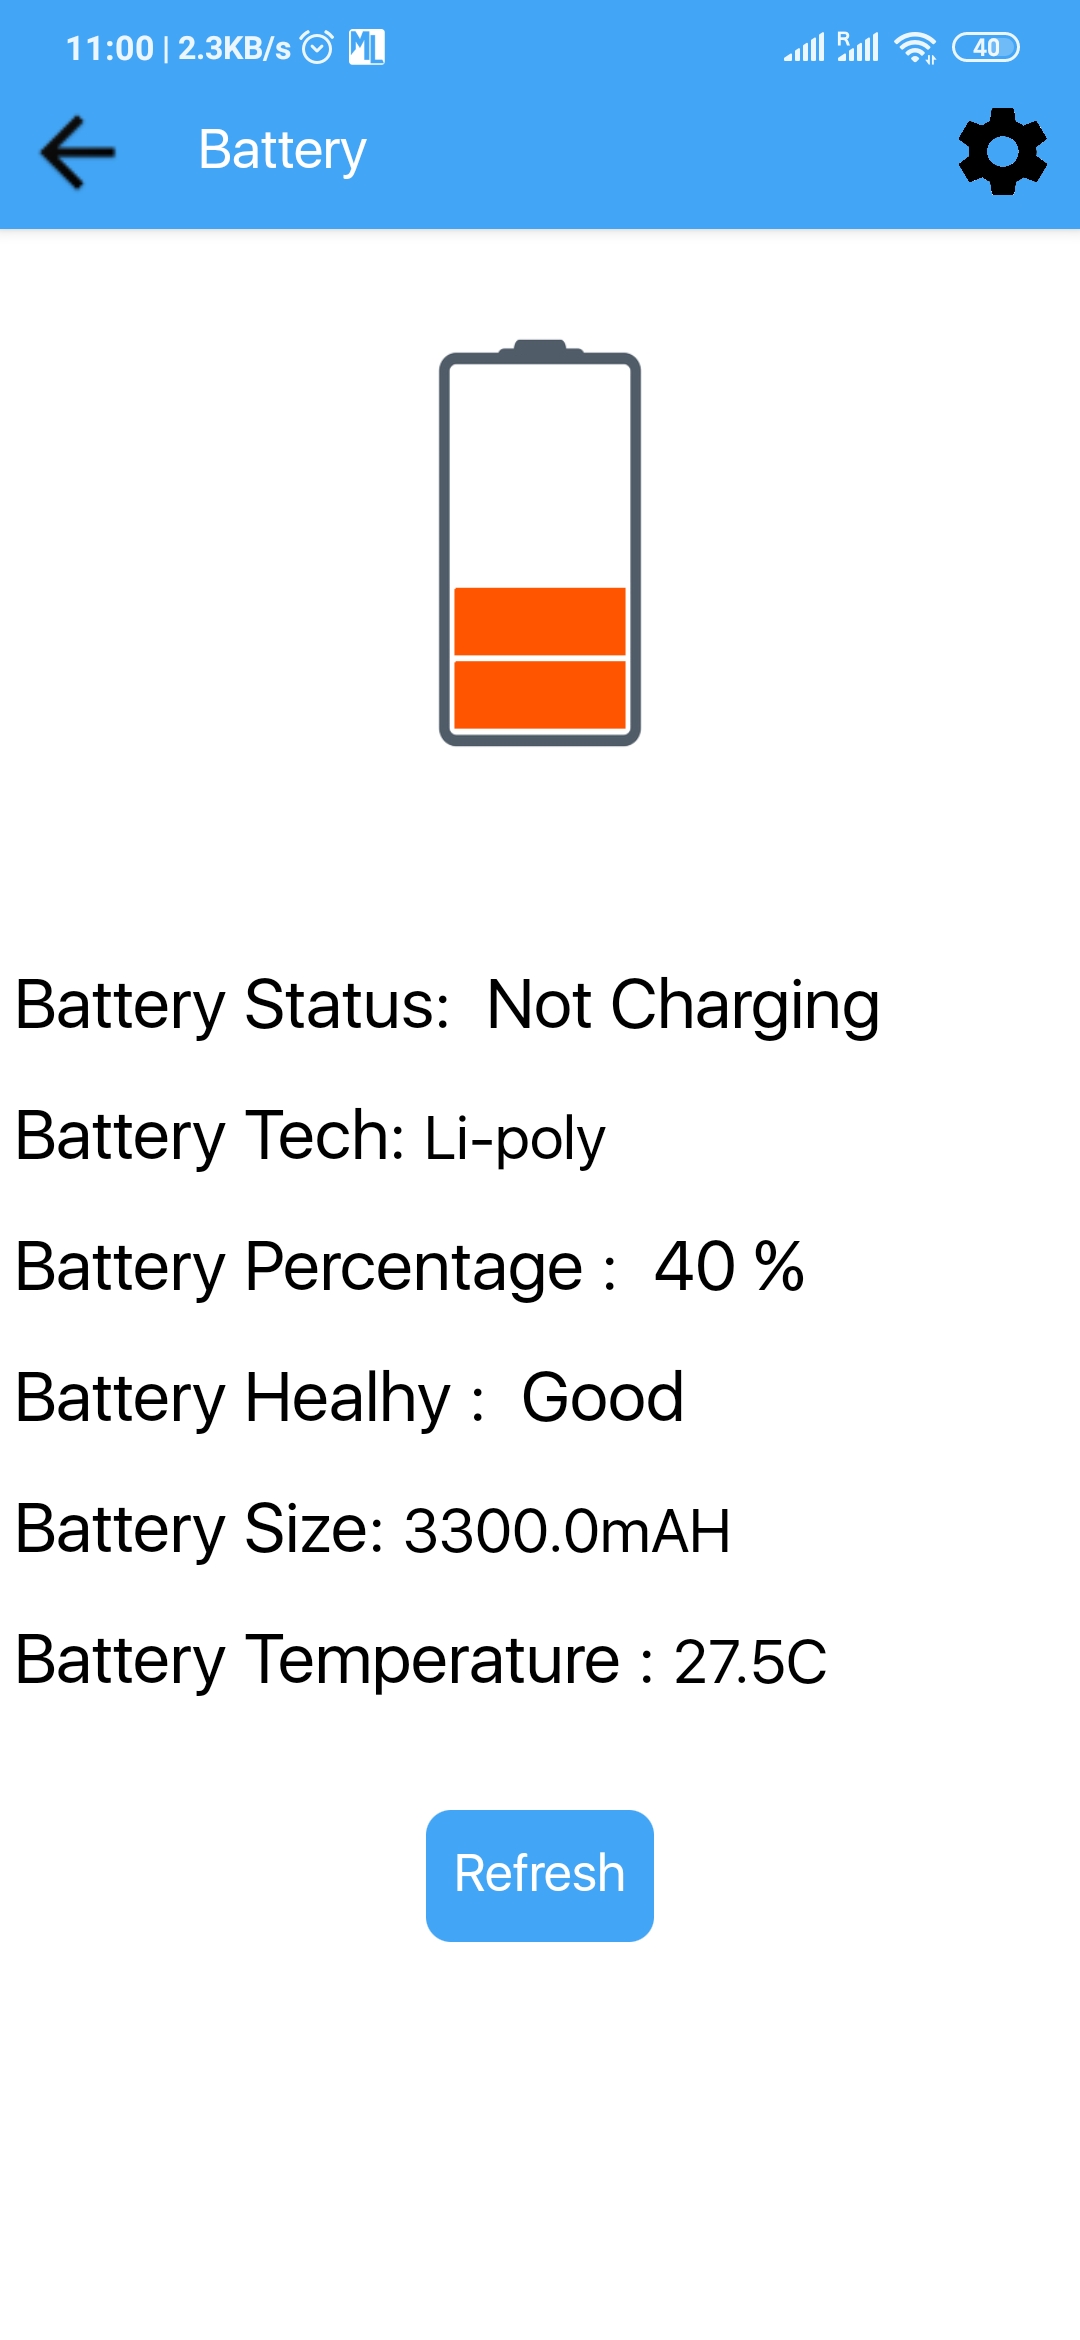 11:00 | 2.3KB/s ML R 40
Battery
Battery Status: Not Charging
Battery Tech: Li-poly
Battery Percentage : 40 %
Battery Healhy : Good
Battery Size: 3300.0mAH
Battery Temperature : 27.5C
Refresh